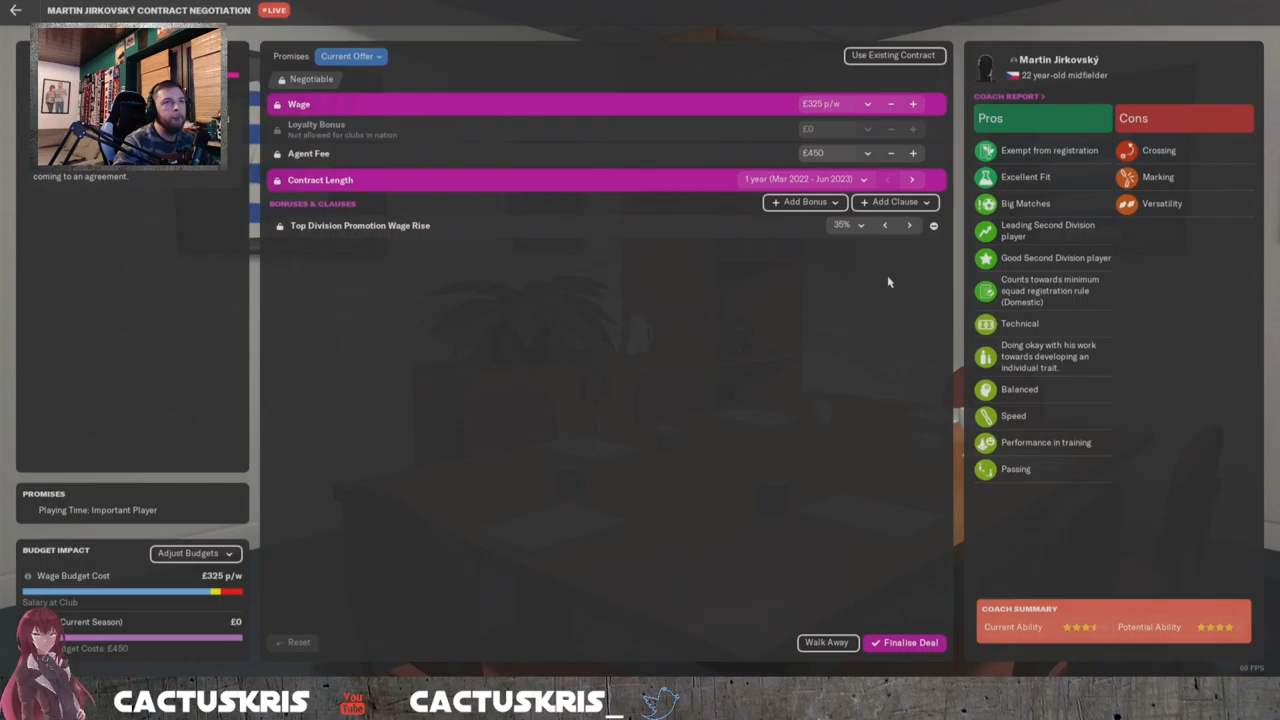 MARTIN JIRKOVSKÝ CONTRACT NEGOTIATION
LIVE
coming to an agreement.
PROMISES
Playing Time: Important Player
BUDGET IMPACT
Adjust Budgets
Wage Budget Cost £325 p/w
Salary at Club
(Current Season) £0
Budget Costs: £450
Promises Current Offer
Use Existing Contract
Negotiable
Wage £325 p/w
Loyalty Bonus £0
Not allowed for clubs in nation
Agent Fee £450
Contract Length 1 year (Mar 2022 - Jun 2023)
BONUSES & CLAUSES
Add Bonus
Add Clause
Top Division Promotion Wage Rise 35%
Reset
Walk Away
Finalise Deal
Martin Jirkovský
22 year-old midfielder
COACH REPORT >
Pros
Cons
Exempt from registration
Crossing
Excellent Fit
Marking
Big Matches
Versatility
Leading Second Division
player
Good Second Division player
Counts towards minimum
squad registration rule
(Domestic)
Technical
Doing okay with his work
towards developing an
individual trait.
Balanced
Speed
Performance in training
Passing
COACH SUMMARY
Current Ability
Potential Ability
60 FPS
CACTUSKRIS
You
Tube
CACTUSKRIS_